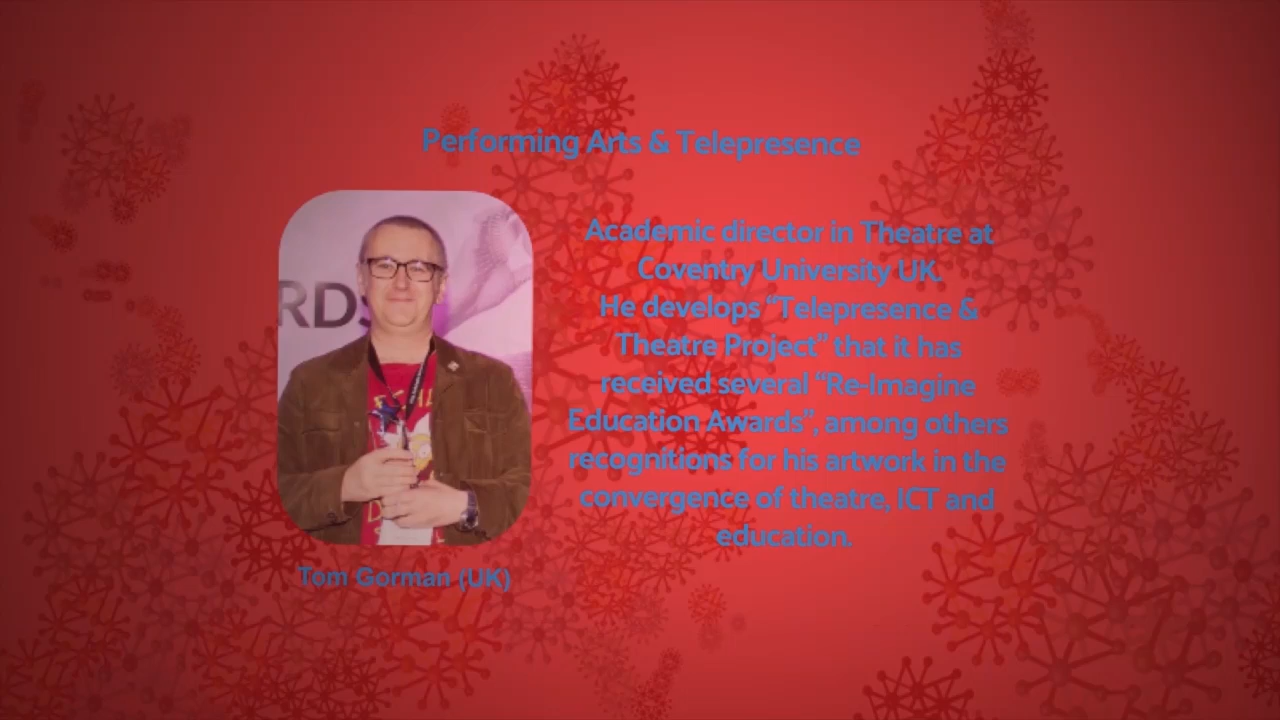 Performing Arts & Telepresence
RDS
Academic director in Theatre at
Coventry University UK.
He develops “Telepresence &
Theatre Project” that it has
received several “Re-Imagine
Education Awards”, among others
recognitions for his artwork in the
convergence of theatre, ICT and
education.
Tom Gorman (UK)